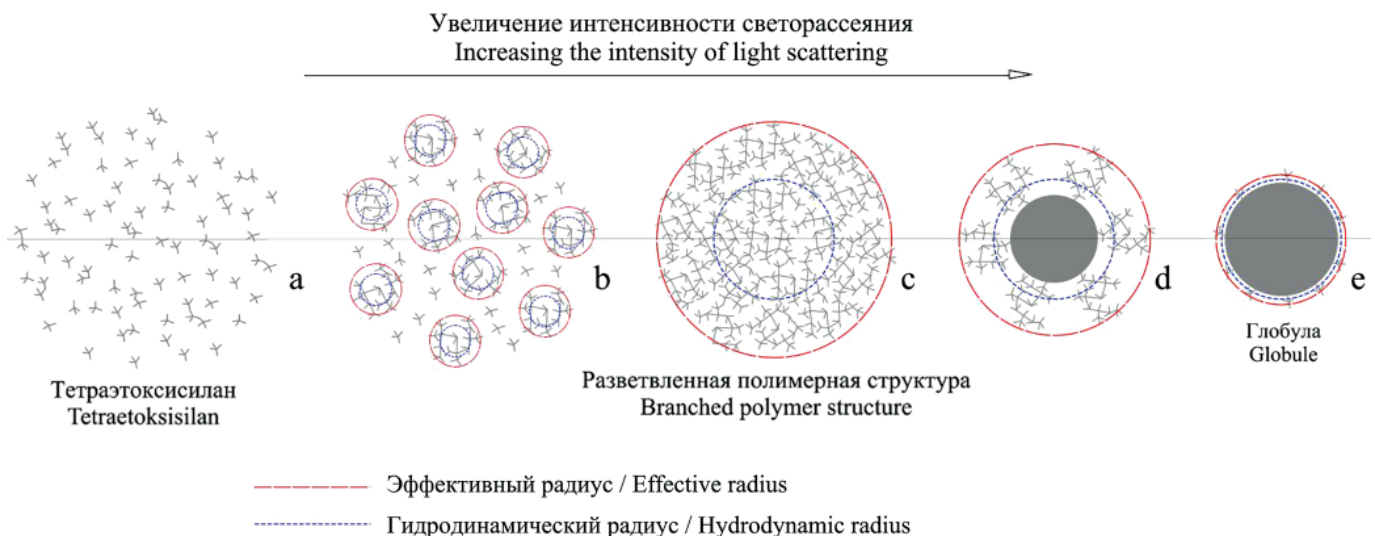 Увеличение интенсивности светорассеяния
Increasing the intensity of light scattering
a
b
c
d
e
Тетраэтоксисилан
Tetraetoksisilan
Разветвленная полимерная структура
Branched polymer structure
Глобула
Globule
Эффективный радиус / Effective radius
Гидродинамический радиус / Hydrodynamic radius